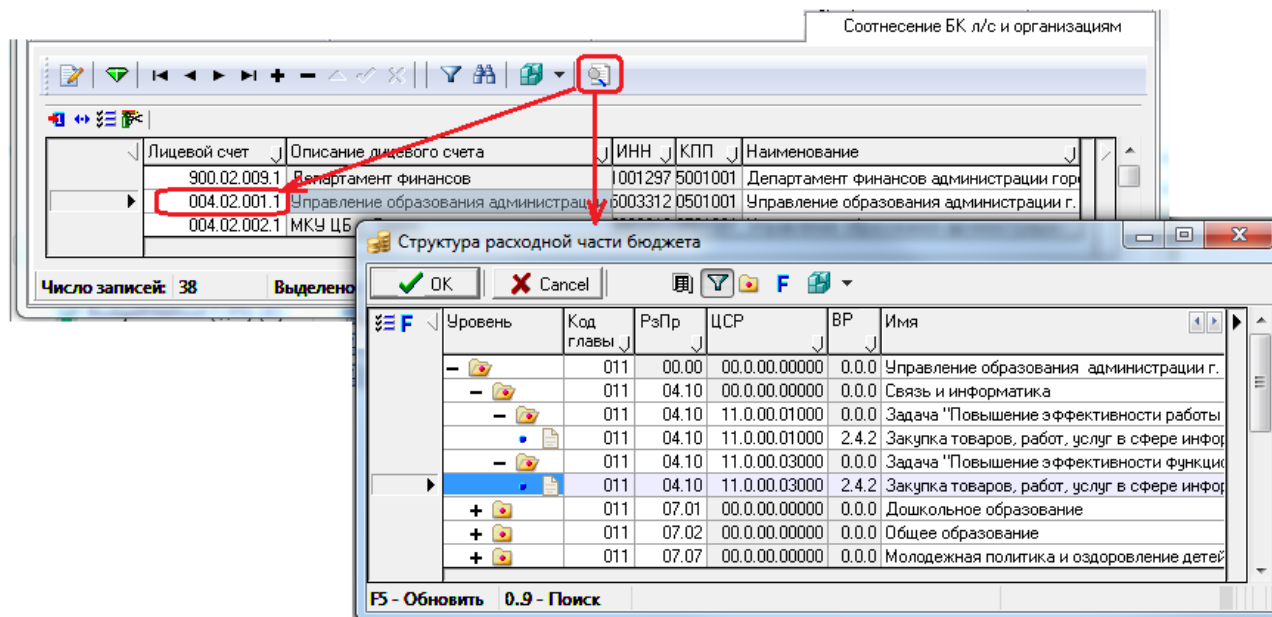 Соотнесение БК л/с и организациям
Лицевой счет Описание лицевого счета ИНН КПП Наименование
900.02.009.1 Департамент финансов 1001297 5001001 Департамент финансов администрации горо
004.02.001.1 Управление образования администрации 5003312 0501001 Управление образования администрации г.
004.02.002.1 МКУ ЦБ
Число записей: 38 Выделено
Структура расходной части бюджета
OK Cancel F
F Уровень Код главы РзПр ЦСР ВР Имя
011 00.00 00.0.00.00000 0.0.0 Управление образования администрации г.
011 04.10 00.0.00.00000 0.0.0 Связь и информатика
011 04.10 11.0.00.01000 0.0.0 Задача "Повышение эффективности работы
011 04.10 11.0.00.01000 2.4.2 Закупка товаров, работ, услуг в сфере инфор
011 04.10 11.0.00.03000 0.0.0 Задача "Повышение эффективности функцис
011 04.10 11.0.00.03000 2.4.2 Закупка товаров, работ, услуг в сфере инфор
011 07.01 00.0.00.00000 0.0.0 Дошкольное образование
011 07.02 00.0.00.00000 0.0.0 Общее образование
011 07.07 00.0.00.00000 0.0.0 Молодежная политика и оздоровление детей
F5 - Обновить 0..9 - Поиск